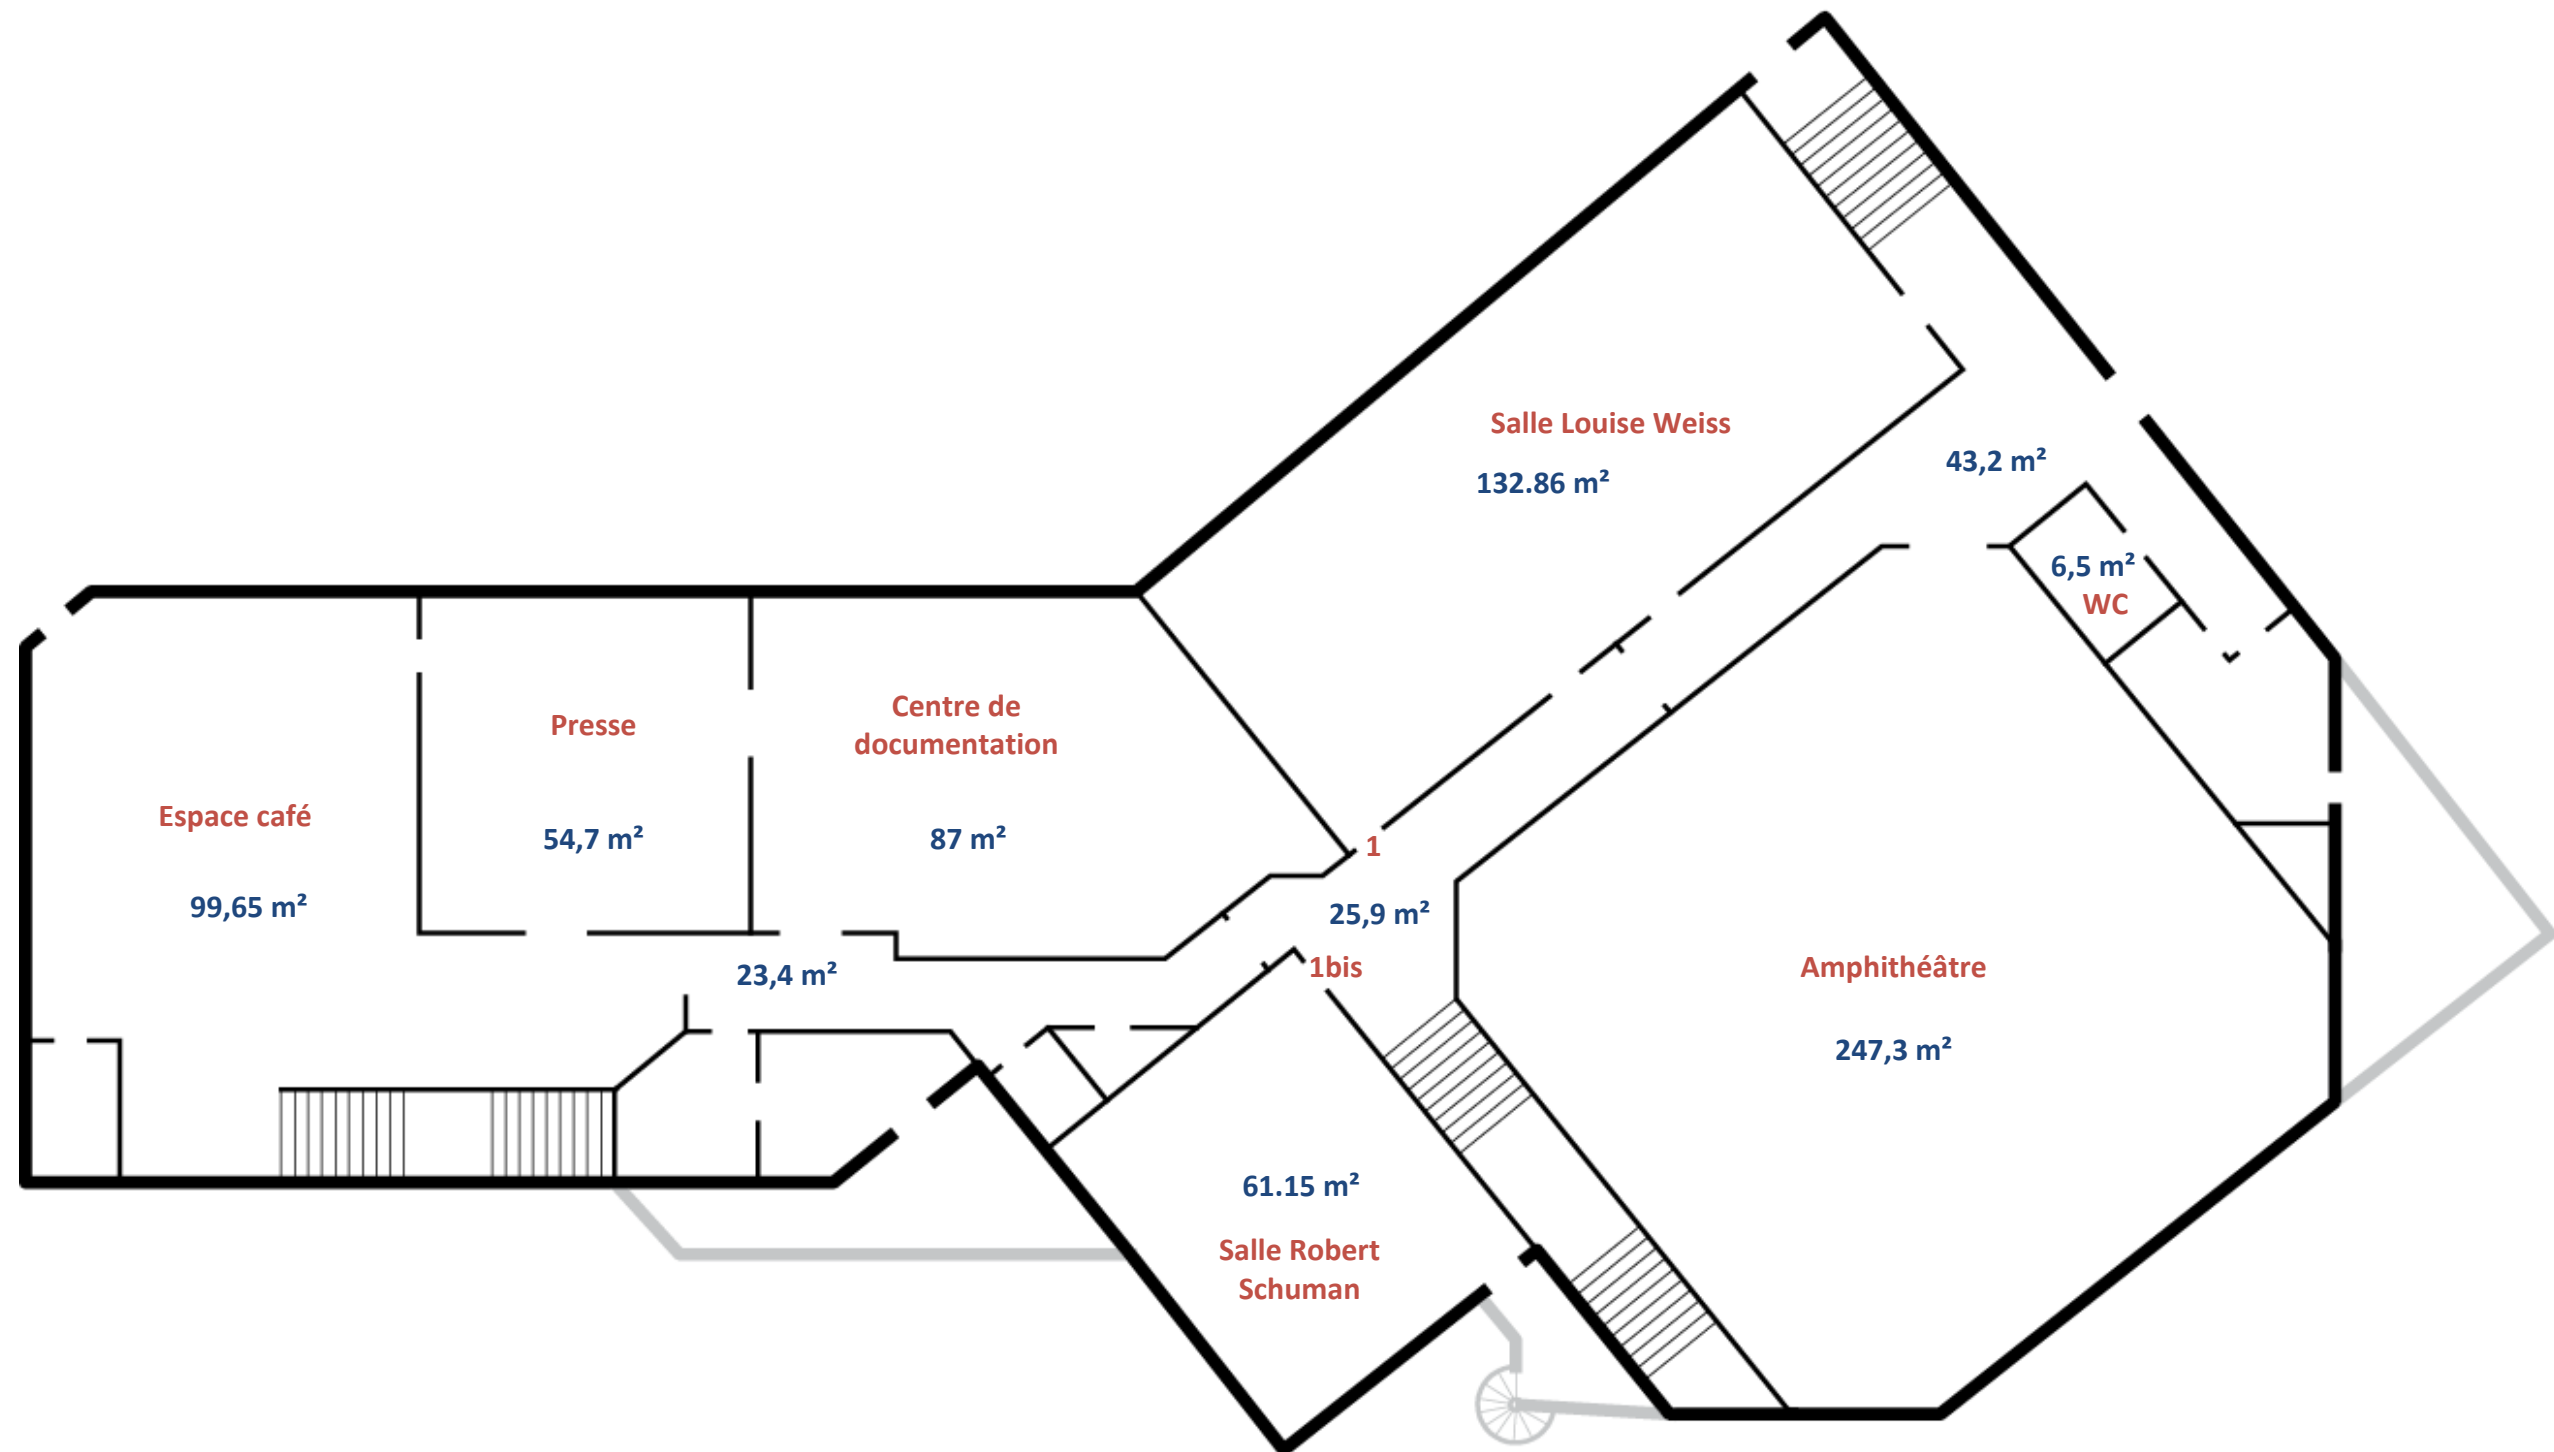 Salle Louise Weiss
132.86 m²
43,2 m²
6,5 m²
WC
Presse
54,7 m²
Centre de
documentation
87 m²
Espace café
99,65 m²
1
25,9 m²
1bis
23,4 m²
Amphithéâtre
247,3 m²
61.15 m²
Salle Robert
Schuman